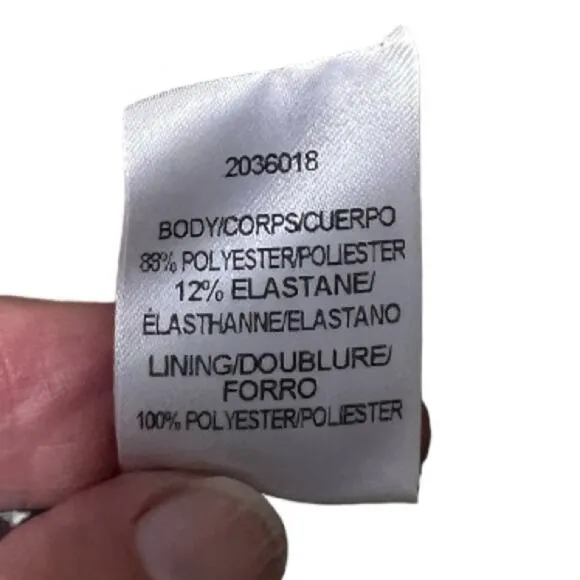 2036018
BODY/CORPS/CUERPO
88% POLYESTER/POLIESTER
12% ELASTANE/
ÉLASTHANNE/ELASTANO
LINING/DOUBLURE/
FORRO
100% POLYESTER/POLIESTER